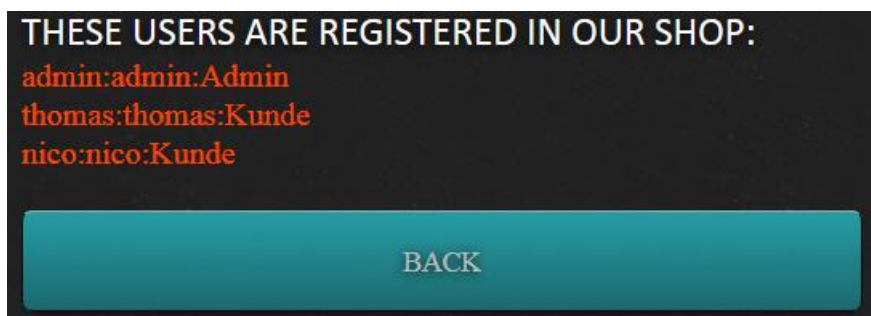 THESE USERS ARE REGISTERED IN OUR SHOP:
admin:admin:Admin
thomas:thomas:Kunde
nico:nico:Kunde
BACK